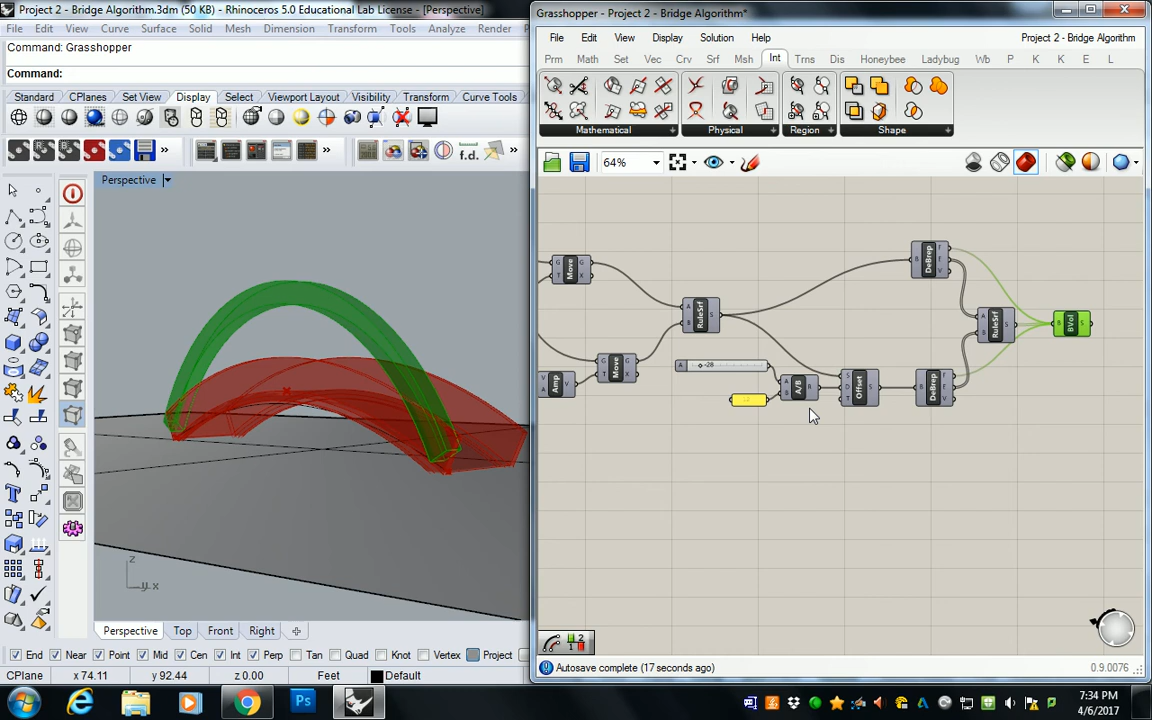 Project 2 - Bridge Algorithm.3dm (50 KB) - Rhinoceros 5.0 Educational Lab License - [Perspective]
File Edit View Curve Surface Solid Mesh Dimension Transform Tools Analyze Render
Command: Grasshopper
Command:
Standard CPlanes Set View Display Select Viewport Layout Visibility Transform Curve Tools
f.d.
Perspective
z
y x
Perspective Top Front Right
End Near Point Mid Cen Int Perp Tan Quad Knot Vertex Project
CPlane x 74.11 y 92.44 z 0.00 Feet Default
Grasshopper - Project 2 - Bridge Algorithm*
File Edit View Display Solution Help
Project 2 - Bridge Algorithm
Prm Math Set Vec Crv Srf Msh Int Trns Dis Honeybee Ladybug Wb P K K E L
Mathematical Physical Region Shape
64%
Move G T G X
RuleSrf A B S
DeBrep B F E V
RuleSrf A B S
BVol B S
Move G T G X
V A Amp V
A -28
A/B A B R
Offset S D T S
DeBrep B F E V
Autosave complete (17 seconds ago)
0.9.0076
Ps
7:34 PM
4/6/2017